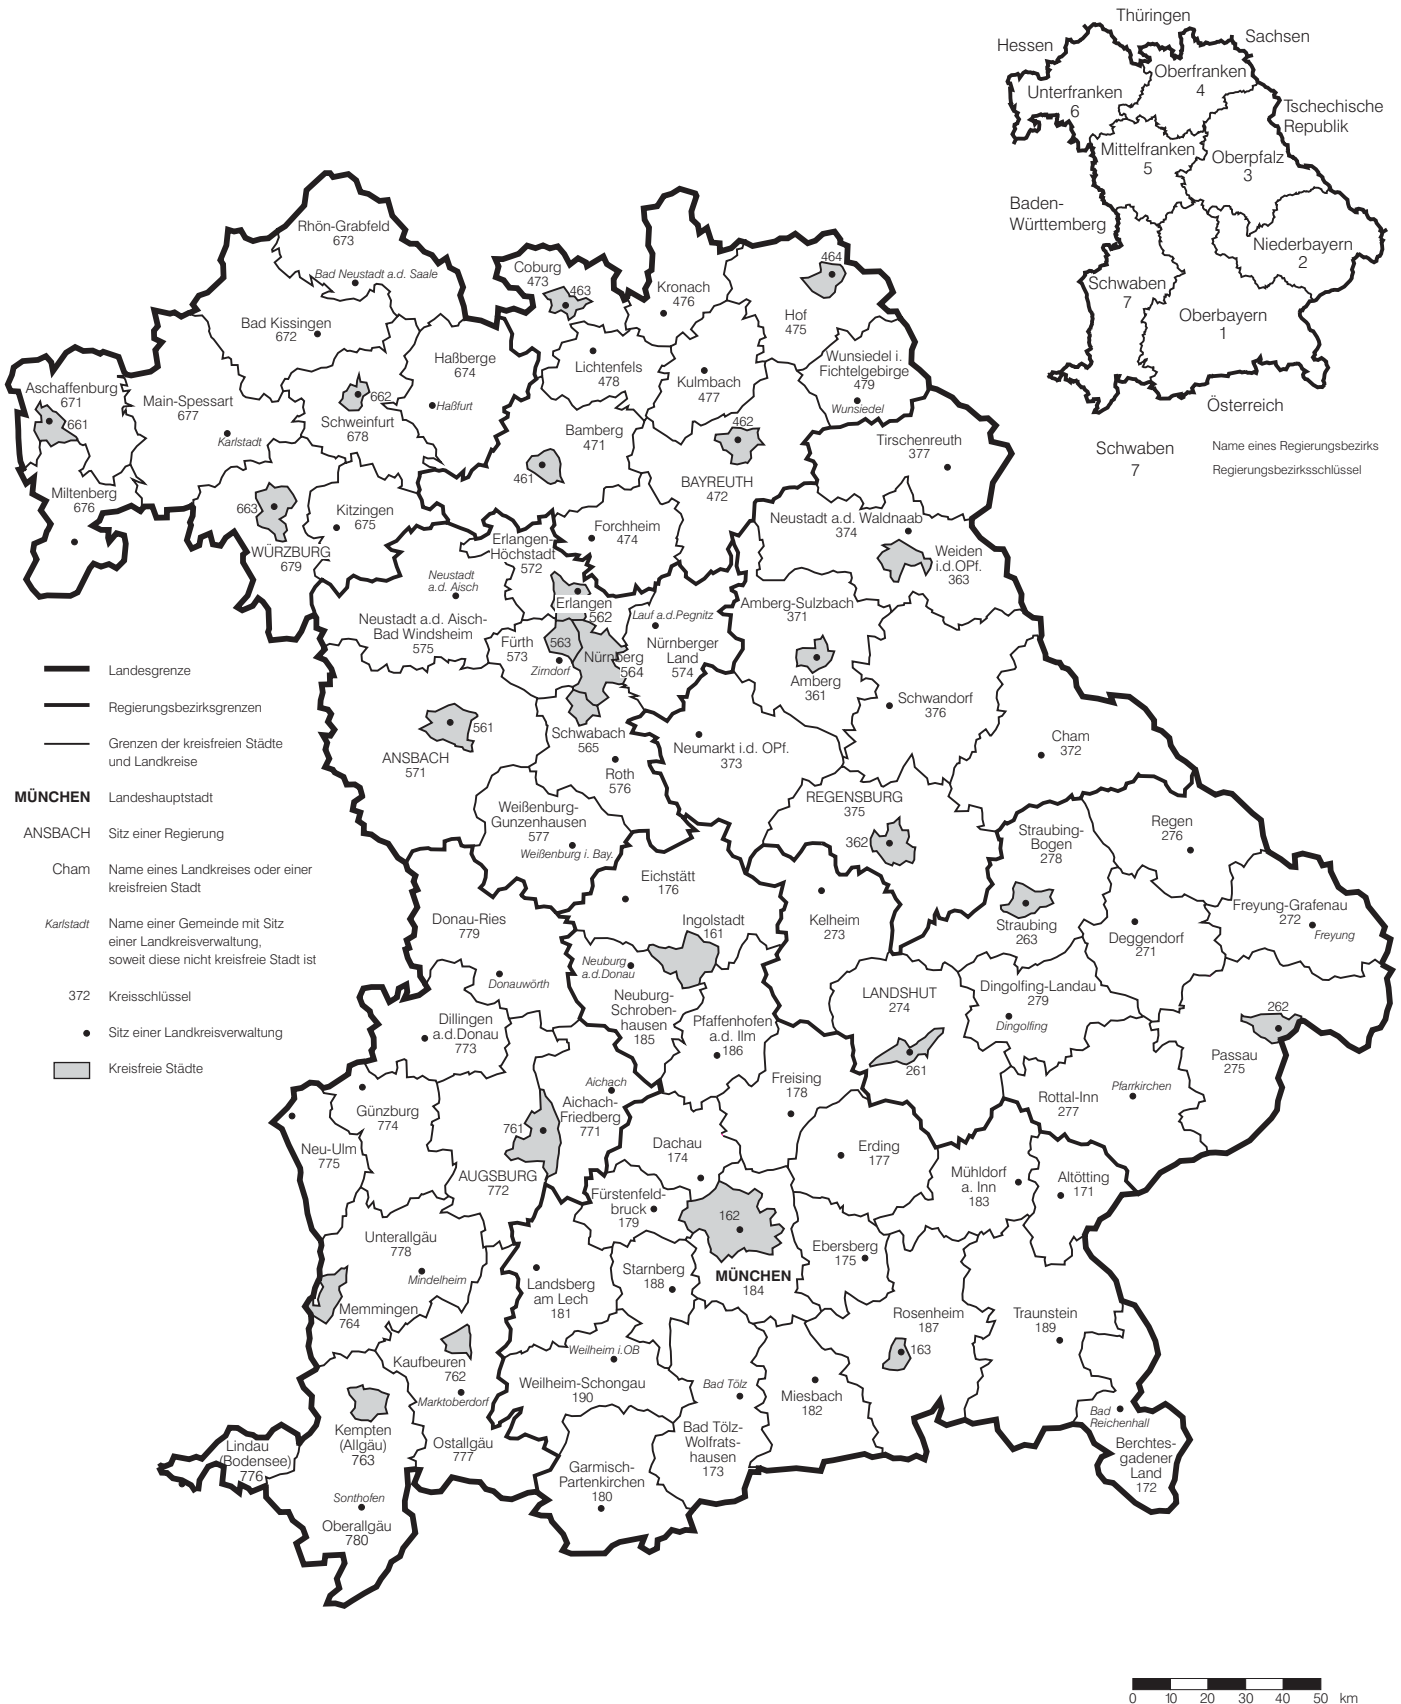 Thüringen
Hessen
Sachsen
Oberfranken
4
Unterfranken
6
Tschechische
Republik
Mittelfranken
5
Oberpfalz
3
Baden-
Württemberg
Niederbayern
2
Schwaben
7
Oberbayern
1
Österreich
Schwaben
7
Name eines Regierungsbezirks
Regierungsbezirksschlüssel
Rhön-Grabfeld
673
Bad Neustadt a.d. Saale
Coburg
473
463
Kronach
476
464
Hof
475
Bad Kissingen
672
Haßberge
674
Haßfurt
Lichtenfels
478
Kulmbach
477
Wunsiedel i.
Fichtelgebirge
479
Wunsiedel
Aschaffenburg
671
661
Main-Spessart
677
Karlstadt
662
Schweinfurt
678
Bamberg
471
461
462
BAYREUTH
472
Tirschenreuth
377
Miltenberg
676
663
WÜRZBURG
679
Kitzingen
675
Forchheim
474
Neustadt a.d. Waldnaab
374
Weiden
i.d.OPf.
363
Erlangen-
Höchstadt
572
Neustadt
a.d. Aisch
Neustadt a.d. Aisch-
Bad Windsheim
575
Erlangen
562
Lauf a.d.Pegnitz
Nürnberger
Land
574
Amberg-Sulzbach
371
Amberg
361
Fürth
573
563
Zirndorf
Nürnberg
564
Schwandorf
376
Cham
372
561
ANSBACH
571
Schwabach
565
Roth
576
Neumarkt i.d. OPf.
373
REGENSBURG
375
362
Weißenburg-
Gunzenhausen
577
Weißenburg i. Bay.
Straubing-
Bogen
278
Regen
276
Landesgrenze
Regierungsbezirksgrenzen
Grenzen der kreisfreien Städte
und Landkreise
MÜNCHEN Landeshauptstadt
ANSBACH Sitz einer Regierung
Cham Name eines Landkreises oder einer
kreisfreien Stadt
Karlstadt Name einer Gemeinde mit Sitz
einer Landkreisverwaltung,
soweit diese nicht kreisfreie Stadt ist
372 Kreisschlüssel
Sitz einer Landkreisverwaltung
Kreisfreie Städte
Eichstätt
176
Ingolstadt
161
Kelheim
273
Straubing
263
Deggendorf
271
Freyung-Grafenau
272
Freyung
Donau-Ries
779
Donauwörth
Neuburg
a.d.Donau
Neuburg-
Schroben-
hausen
185
Pfaffenhofen
a.d. Ilm
186
LANDSHUT
274
261
Dingolfing-Landau
279
Dingolfing
262
Passau
275
Dillingen
a.d.Donau
773
Aichach
Aichach-
Friedberg
771
Freising
178
Rottal-Inn
277
Pfarrkirchen
Günzburg
774
Neu-Ulm
775
761
AUGSBURG
772
Dachau
174
Erding
177
Mühldorf
a. Inn
183
Altötting
171
Fürstenfeld-
bruck
179
162
MÜNCHEN
184
Ebersberg
175
Unterallgäu
778
Mindelheim
Memmingen
764
Landsberg
am Lech
181
Starnberg
188
Rosenheim
187
163
Traunstein
189
Kaufbeuren
762
Marktoberdorf
Weilheim i.OB
Weilheim-Schongau
190
Bad Tölz
Bad Tölz-
Wolfrats-
hausen
173
Miesbach
182
Bad
Reichenhall
Berchtes-
gadener
Land
172
Kempten
(Allgäu)
763
Ostallgäu
777
Lindau
(Bodensee)
776
Garmisch-
Partenkirchen
180
Sonthofen
Oberallgäu
780
0 10 20 30 40 50 km